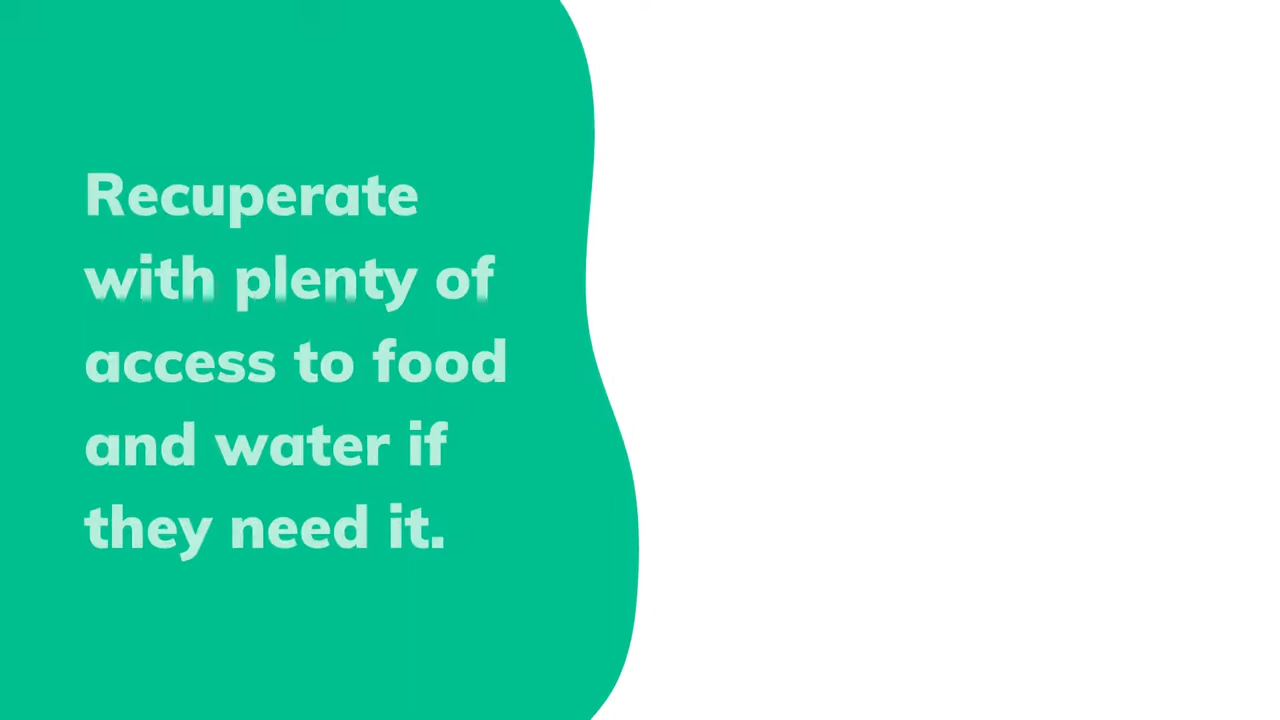 Recuperate
with plenty of
access to food
and water if
they need it.